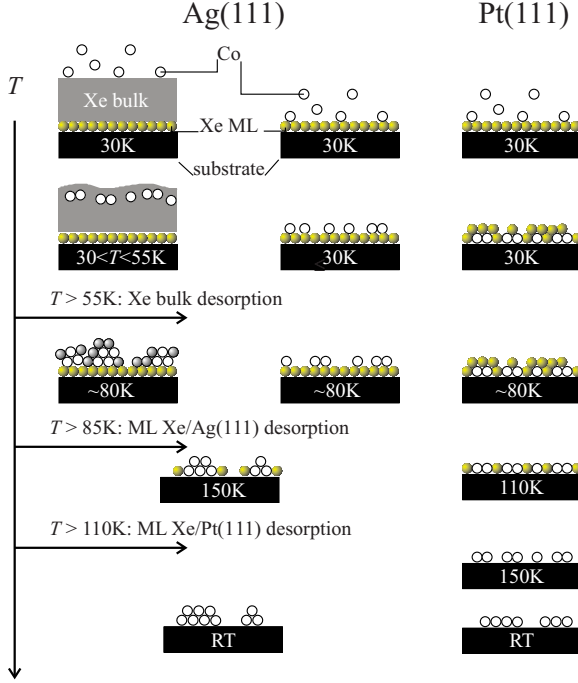 Ag(111) Pt(111)
Co
T
Xe bulk
Xe ML
30K 30K 30K
substrate
30<T<55K 30K 30K
T > 55K: Xe bulk desorption
~80K ~80K ~80K
T > 85K: ML Xe/Ag(111) desorption
150K 110K
T > 110K: ML Xe/Pt(111) desorption
150K
RT RT